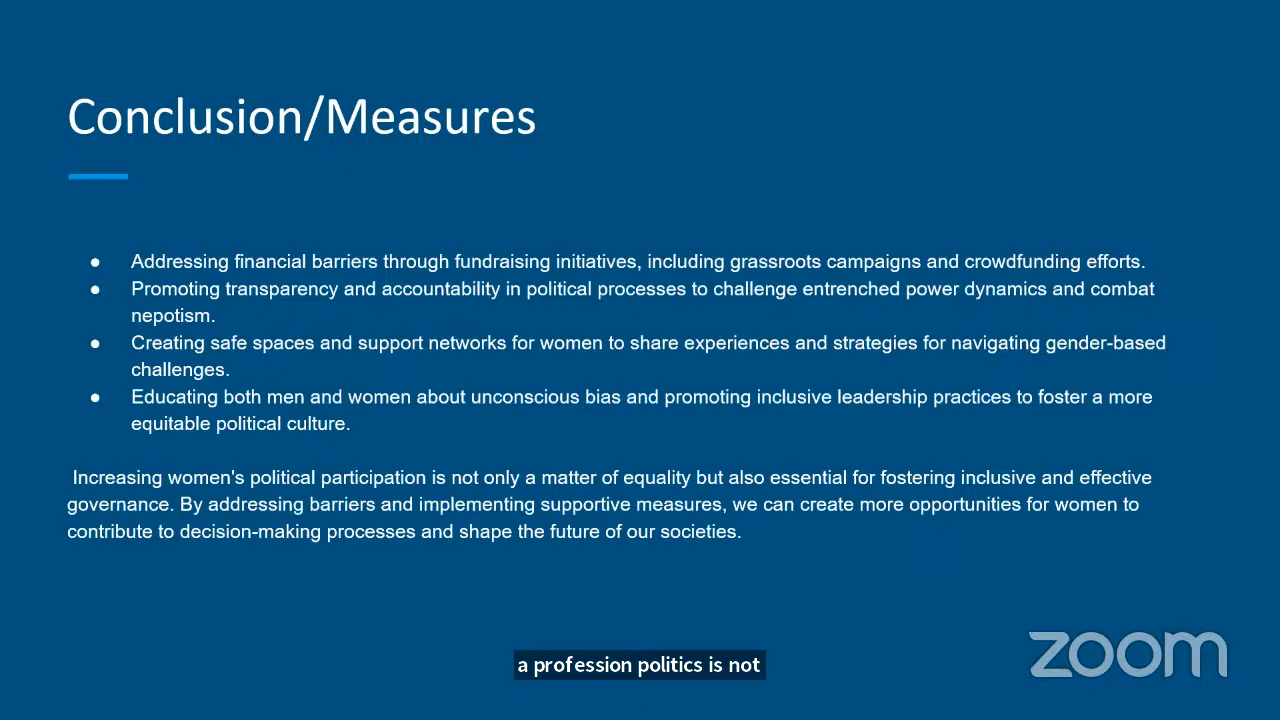 Conclusion/Measures
● Addressing financial barriers through fundraising initiatives, including grassroots campaigns and crowdfunding efforts.
● Promoting transparency and accountability in political processes to challenge entrenched power dynamics and combat
nepotism.
● Creating safe spaces and support networks for women to share experiences and strategies for navigating gender-based
challenges.
● Educating both men and women about unconscious bias and promoting inclusive leadership practices to foster a more
equitable political culture.
Increasing women's political participation is not only a matter of equality but also essential for fostering inclusive and effective
governance. By addressing barriers and implementing supportive measures, we can create more opportunities for women to
contribute to decision-making processes and shape the future of our societies.
zoom
a profession politics is not